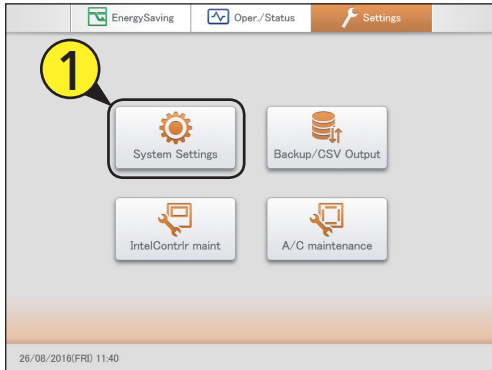 EnergySaving
Oper./Status
Settings
1
System Settings
Backup/CSV Output
IntelContrlr maint
A/C maintenance
26/08/2016(FRI) 11:40